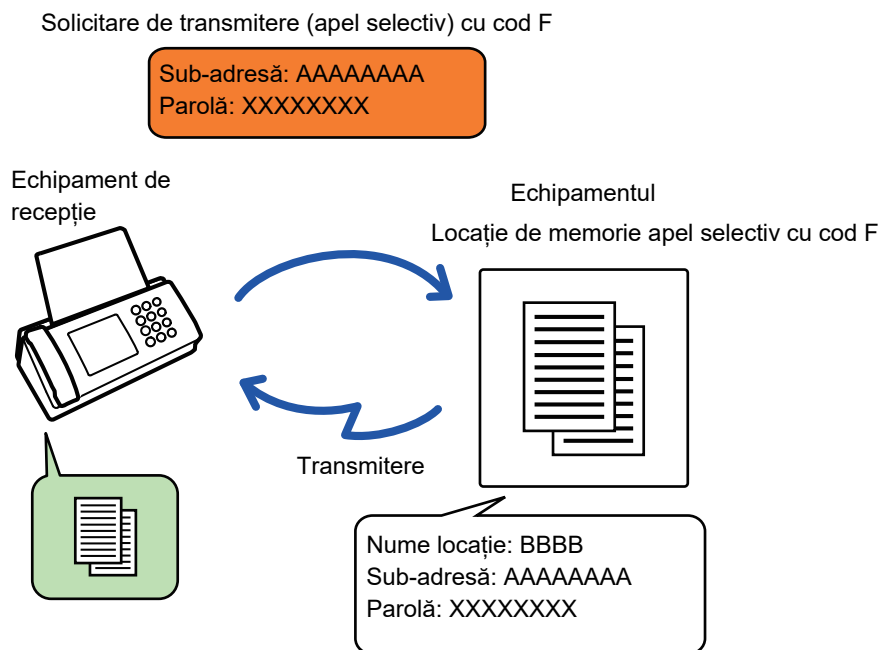 Solicitare de transmitere (apel selectiv) cu cod F
Sub-adresă: AAAAAAAA
Parolă: XXXXXXXX
Echipament de
recepție
Echipamentul
Locație de memorie apel selectiv cu cod F
Transmitere
Nume locație: BBBB
Sub-adresă: AAAAAAAA
Parolă: XXXXXXXX